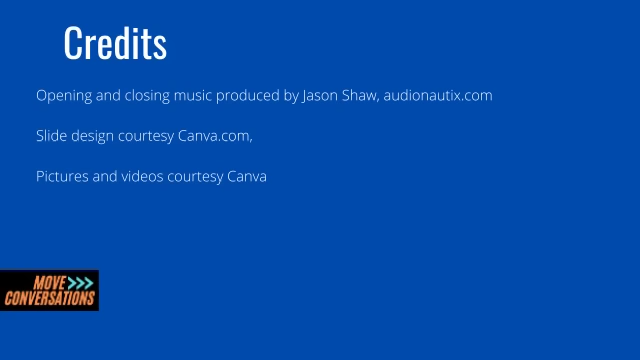 Credits
Opening and closing music produced by Jason Shaw, audionautix.com
Slide design courtesy Canva.com,
Pictures and videos courtesy Canva
MOVE>>>
CONVERSATIONS